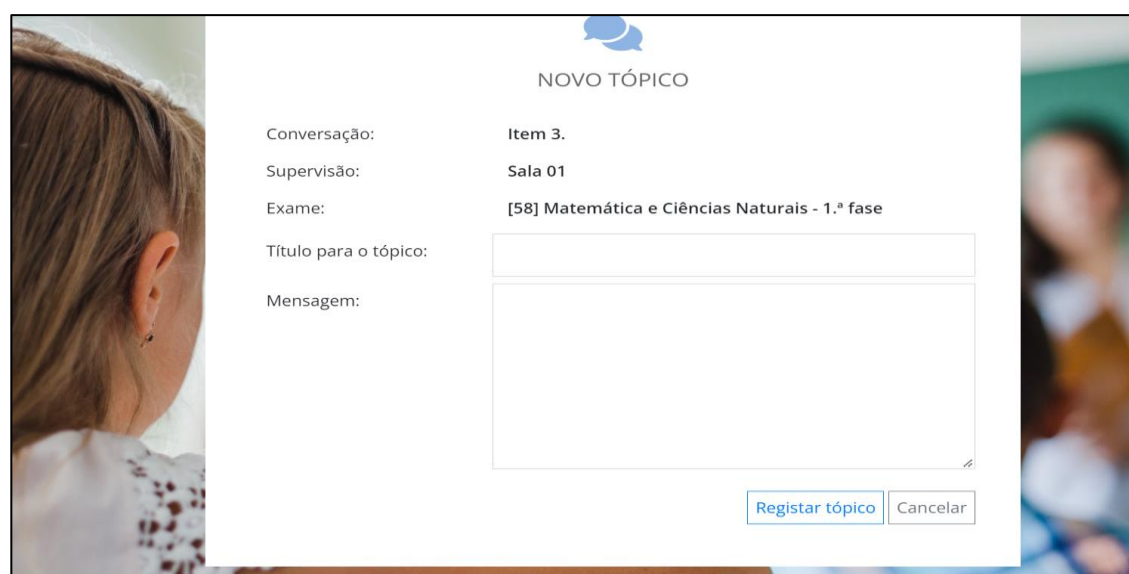 NOVO TÓPICO
Conversação: Item 3.
Supervisão: Sala 01
Exame: [58] Matemática e Ciências Naturais - 1.ª fase
Título para o tópico:
Mensagem:
Registar tópico Cancelar